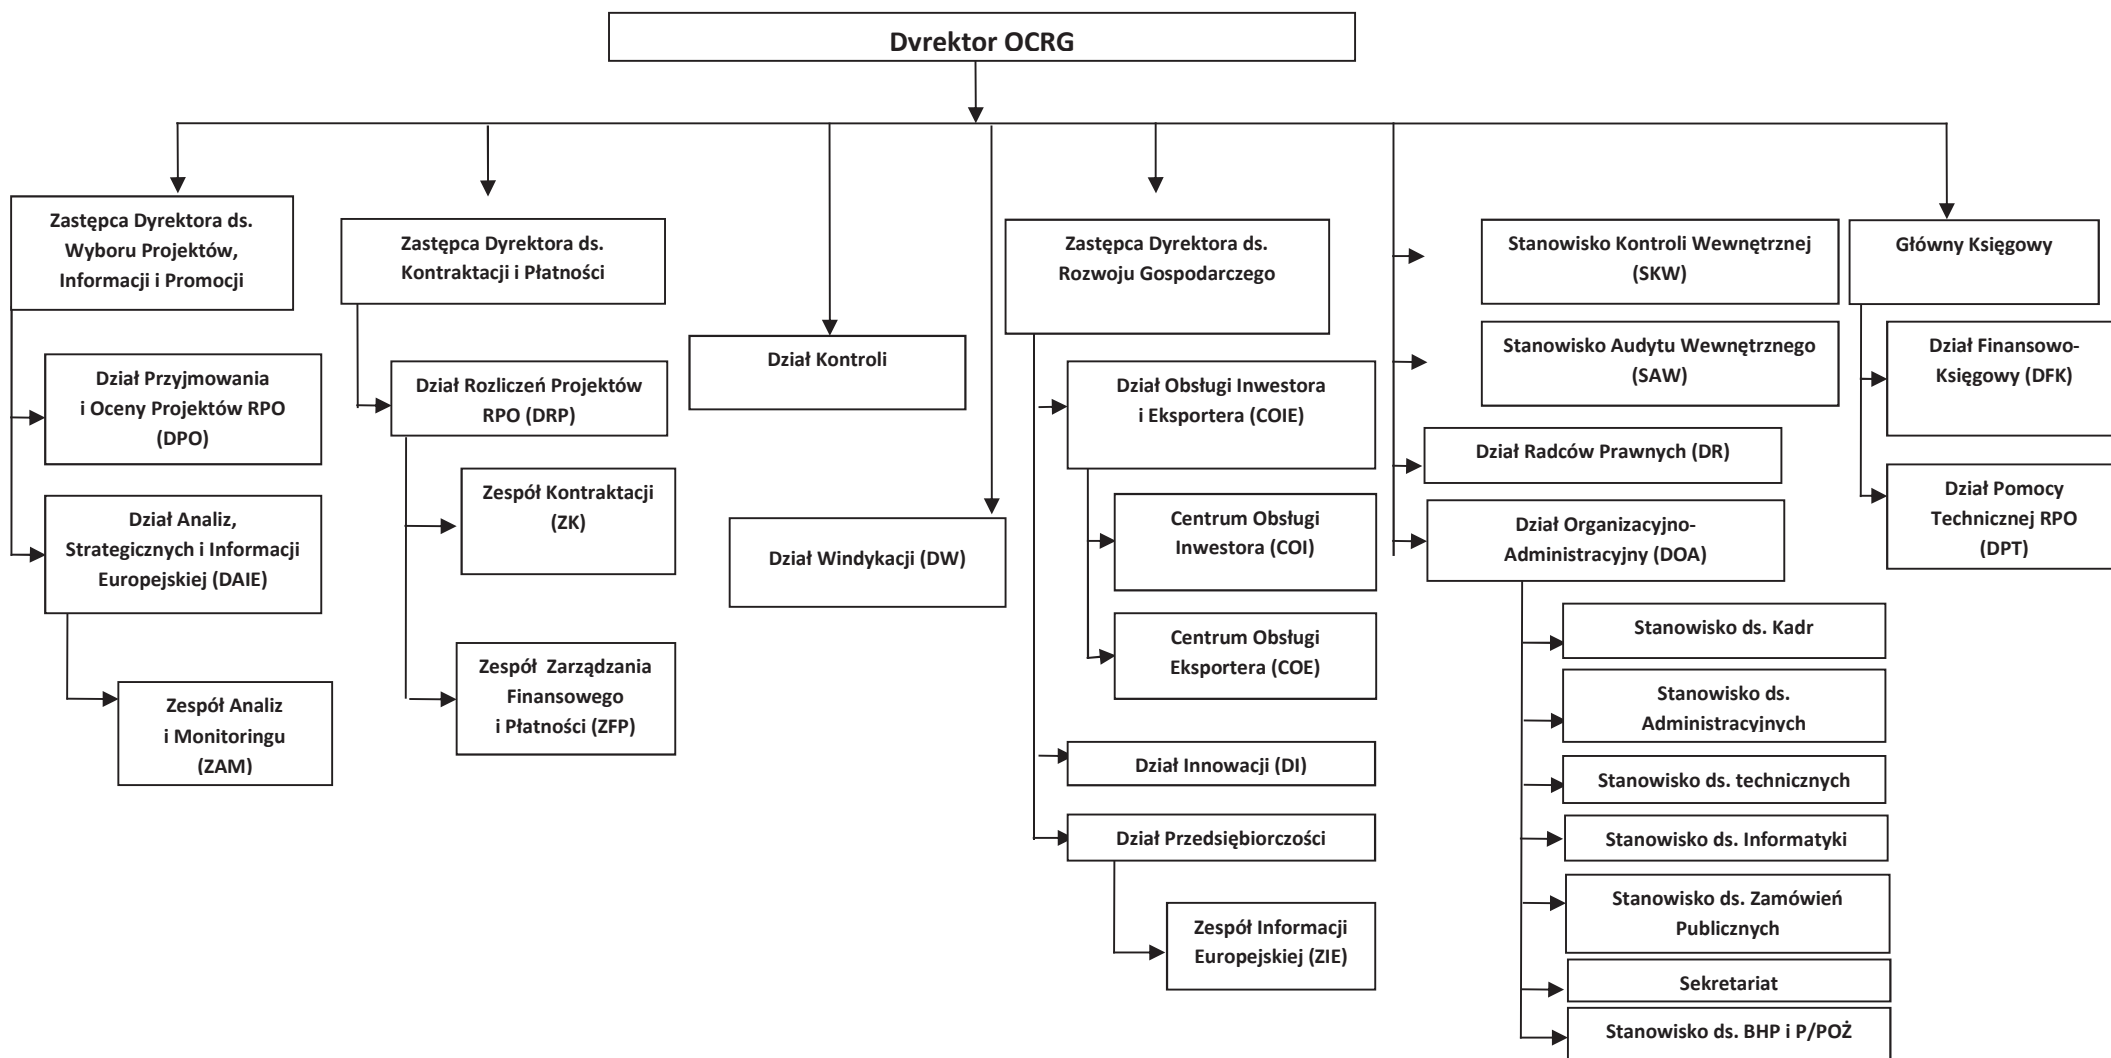 Dyrektor OCRG
Zastępca Dyrektora ds.
Wyboru Projektów,
Informacji i Promocji
Dział Przyjmowania
i Oceny Projektów RPO
(DPO)
Dział Analiz,
Strategicznych i Informacji
Europejskiej (DAIE)
Zespół Analiz
i Monitoringu
(ZAM)
Zastępca Dyrektora ds.
Kontraktacji i Płatności
Dział Rozliczeń Projektów
RPO (DRP)
Zespół Kontraktacji
(ZK)
Zespół Zarządzania
Finansowego
i Płatności (ZFP)
Dział Kontroli
Dział Windykacji (DW)
Zastępca Dyrektora ds.
Rozwoju Gospodarczego
Dział Obsługi Inwestora
i Eksportera (COIE)
Centrum Obsługi
Inwestora (COI)
Centrum Obsługi
Eksportera (COE)
Dział Innowacji (DI)
Dział Przedsiębiorczości
Zespół Informacji
Europejskiej (ZIE)
Stanowisko Kontroli Wewnętrznej
(SKW)
Stanowisko Audytu Wewnętrznego
(SAW)
Dział Radców Prawnych (DR)
Dział Organizacyjno-
Administracyjny (DOA)
Stanowisko ds. Kadr
Stanowisko ds.
Administracyjnych
Stanowisko ds. technicznych
Stanowisko ds. Informatyki
Stanowisko ds. Zamówień
Publicznych
Sekretariat
Stanowisko ds. BHP i P/POŻ
Główny Księgowy
Dział Finansowo-
Księgowy (DFK)
Dział Pomocy
Technicznej RPO
(DPT)